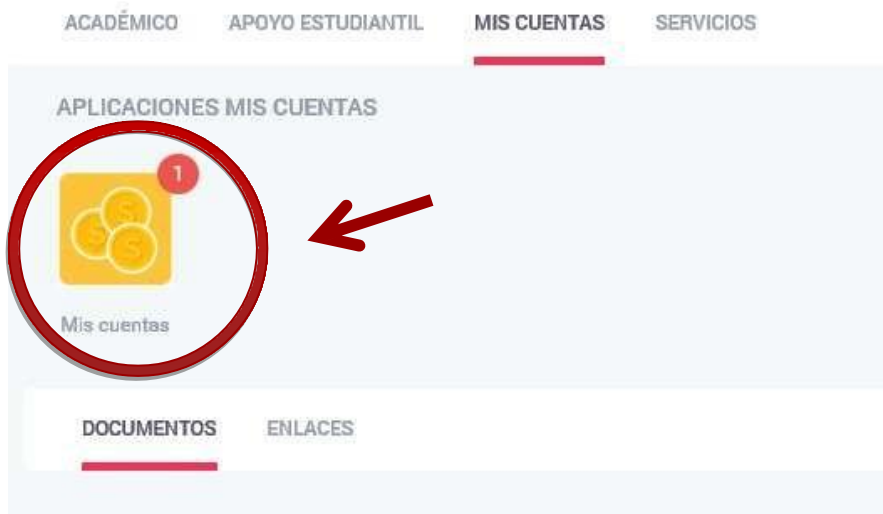 ACADÉMICO APOYO ESTUDIANTIL MIS CUENTAS SERVICIOS
APLICACIONES MIS CUENTAS
1
$ $ $
Mis cuentas
DOCUMENTOS ENLACES